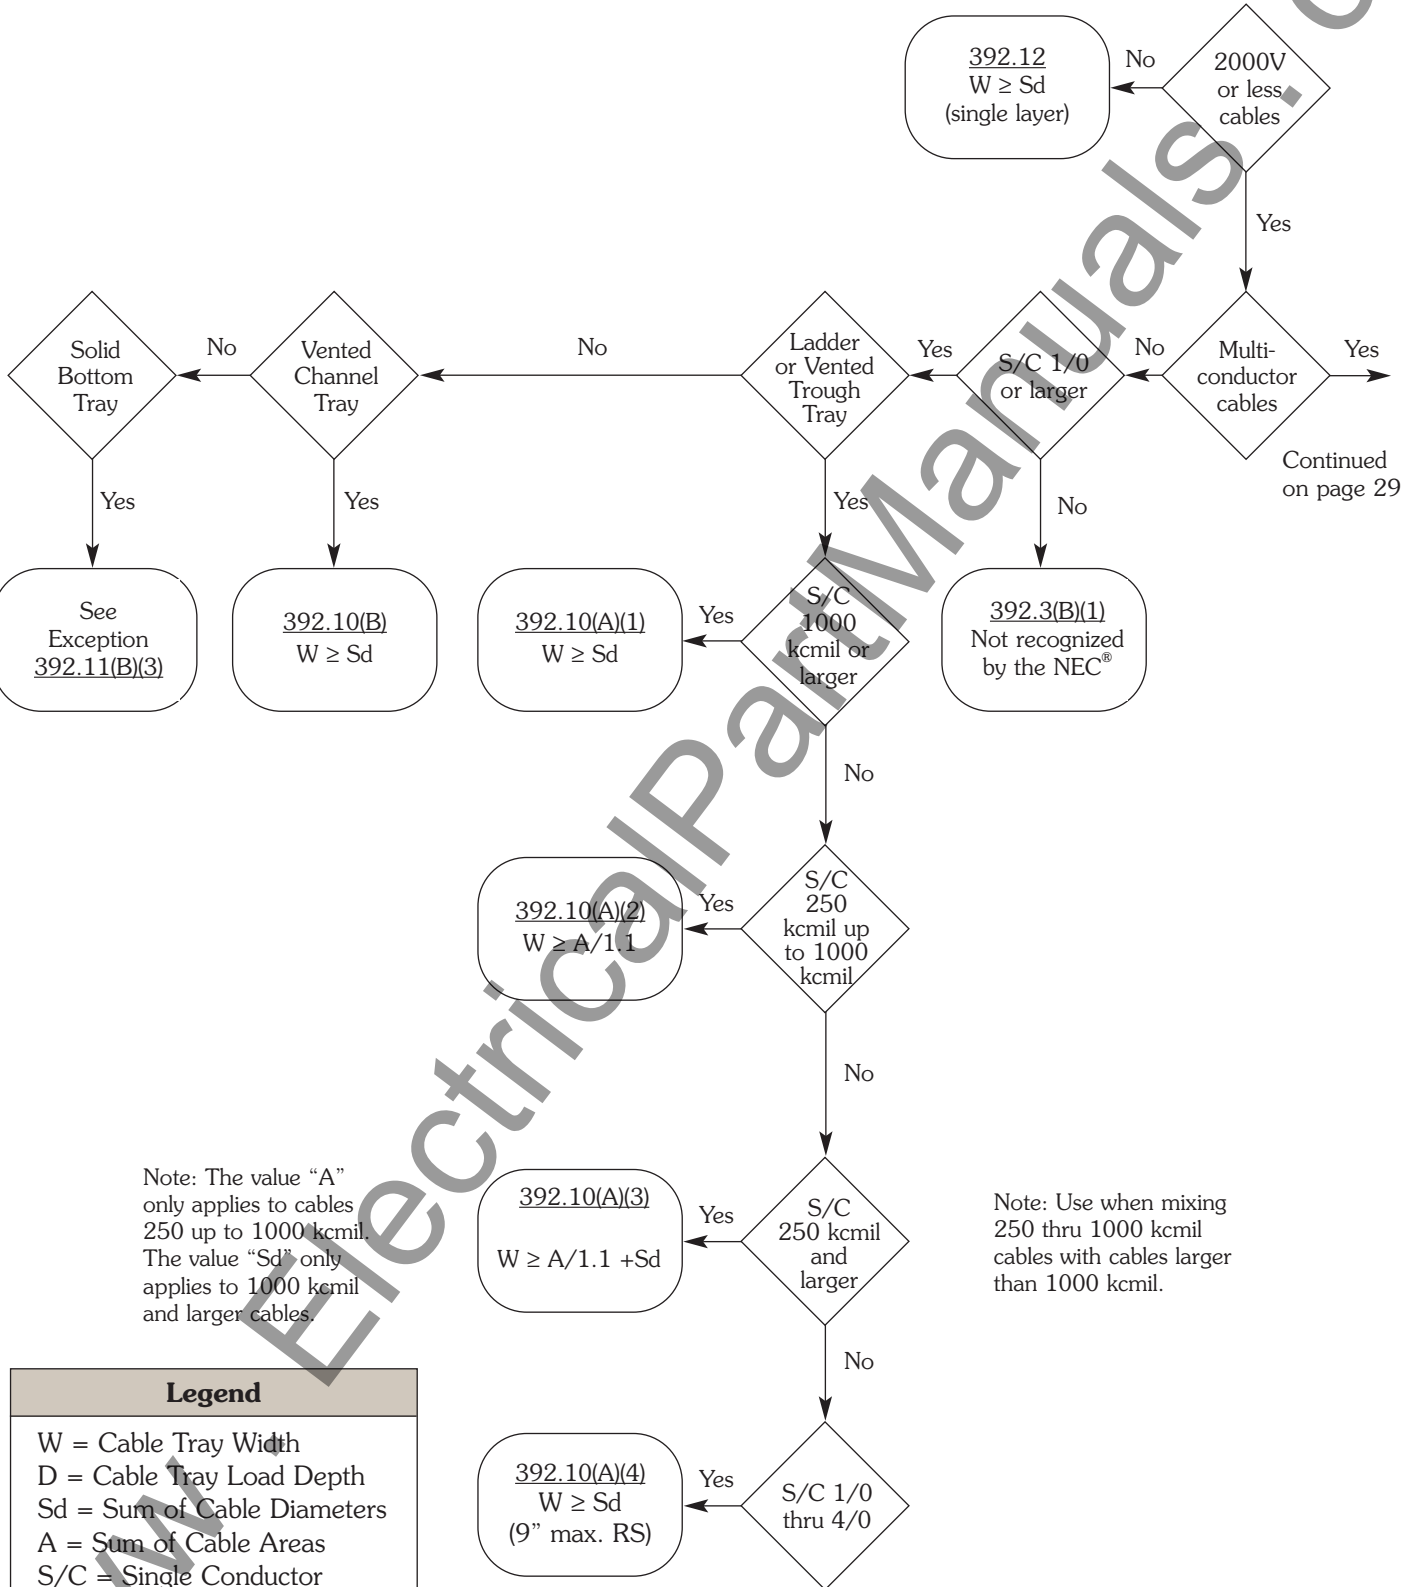 392.12
W ≥ Sd
(single layer)
No
2000V
or less
cables
Yes
Solid
Bottom
Tray
No
Vented
Channel
Tray
No
Ladder
or Vented
Trough
Tray
Yes
S/C 1/0
or larger
No
Multi-
conductor
cables
Yes
Continued
on page 29
Yes
Yes
Yes
No
See
Exception
392.11(B)(3)
392.10(B)
W ≥ Sd
392.10(A)(1)
W ≥ Sd
Yes
S/C
1000
kcmil or
larger
392.3(B)(1)
Not recognized
by the NEC®
No
392.10(A)(2)
W ≥ A/1.1
Yes
S/C
250
kcmil up
to 1000
kcmil
No
Note: The value “A”
only applies to cables
250 up to 1000 kcmil.
The value “Sd” only
applies to 1000 kcmil
and larger cables.
392.10(A)(3)
W ≥ A/1.1 +Sd
Yes
S/C
250 kcmil
and
larger
Note: Use when mixing
250 thru 1000 kcmil
cables with cables larger
than 1000 kcmil.
No
Legend
W = Cable Tray Width
D = Cable Tray Load Depth
Sd = Sum of Cable Diameters
A = Sum of Cable Areas
S/C = Single Conductor
392.10(A)(4)
W ≥ Sd
(9” max. RS)
Yes
S/C 1/0
thru 4/0
w . ElectricalPartManuals .